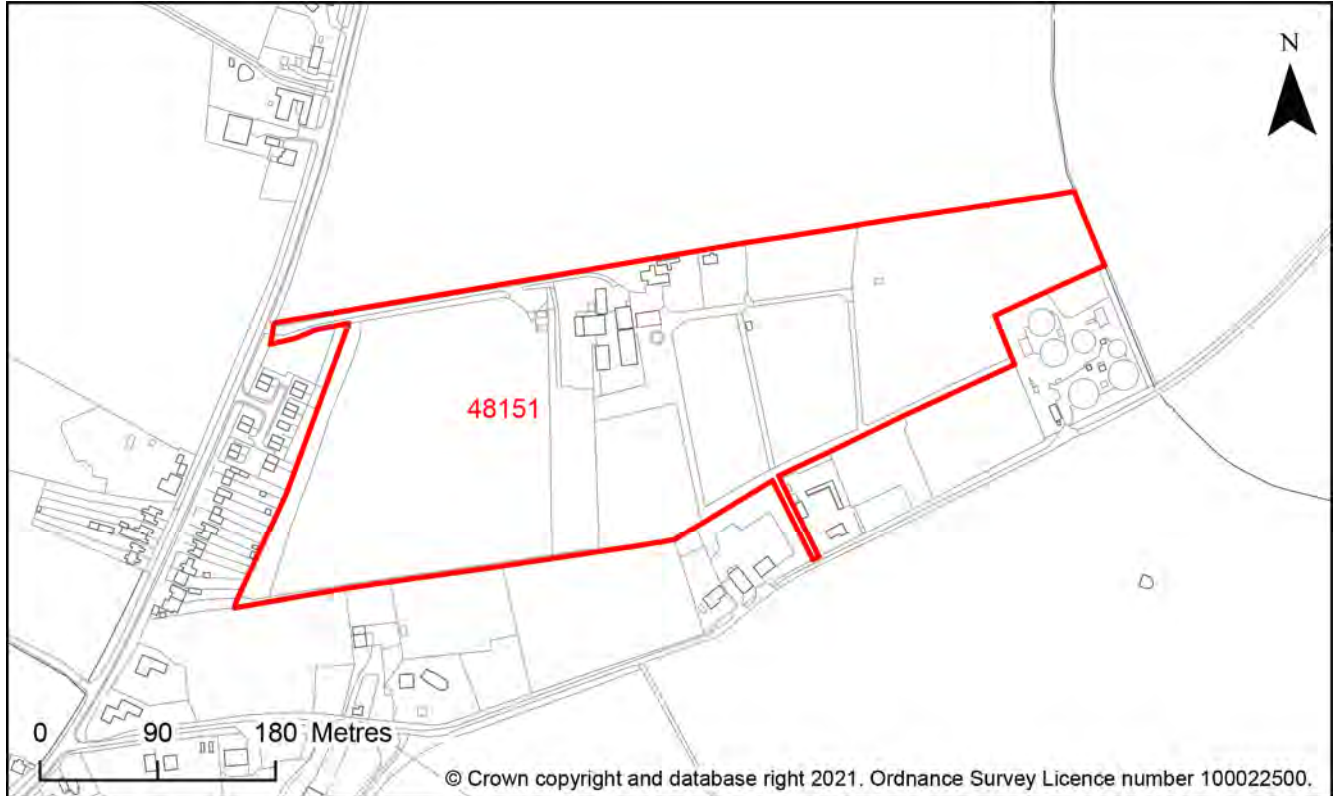 N
48151
0 90 180 Metres
© Crown copyright and database right 2021. Ordnance Survey Licence number 100022500.